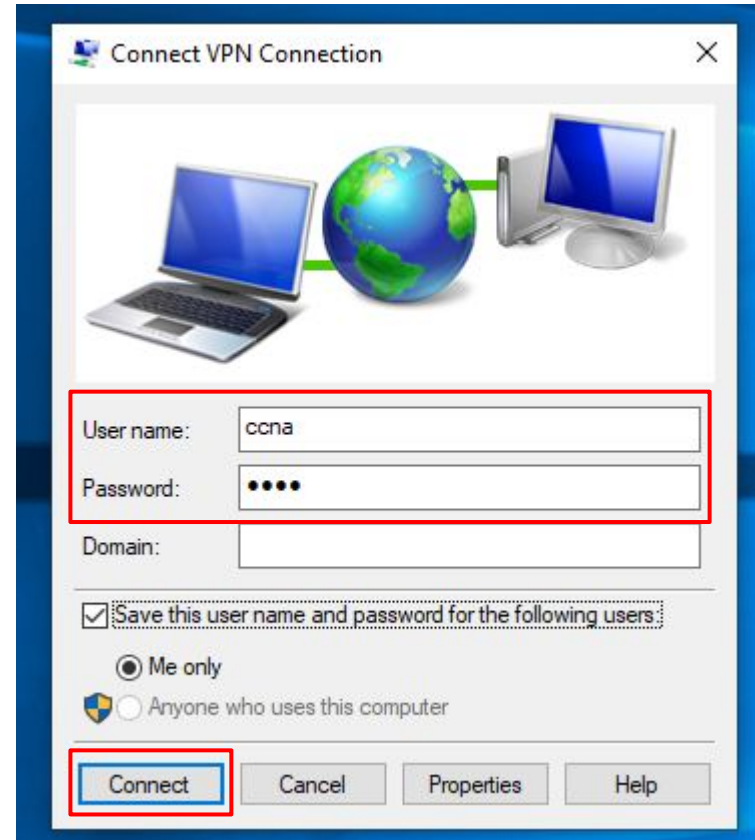 Connect VPN Connection
User name:
ccna
Password:
••••
Domain:
Save this user name and password for the following users:
Me only
Anyone who uses this computer
Connect
Cancel
Properties
Help